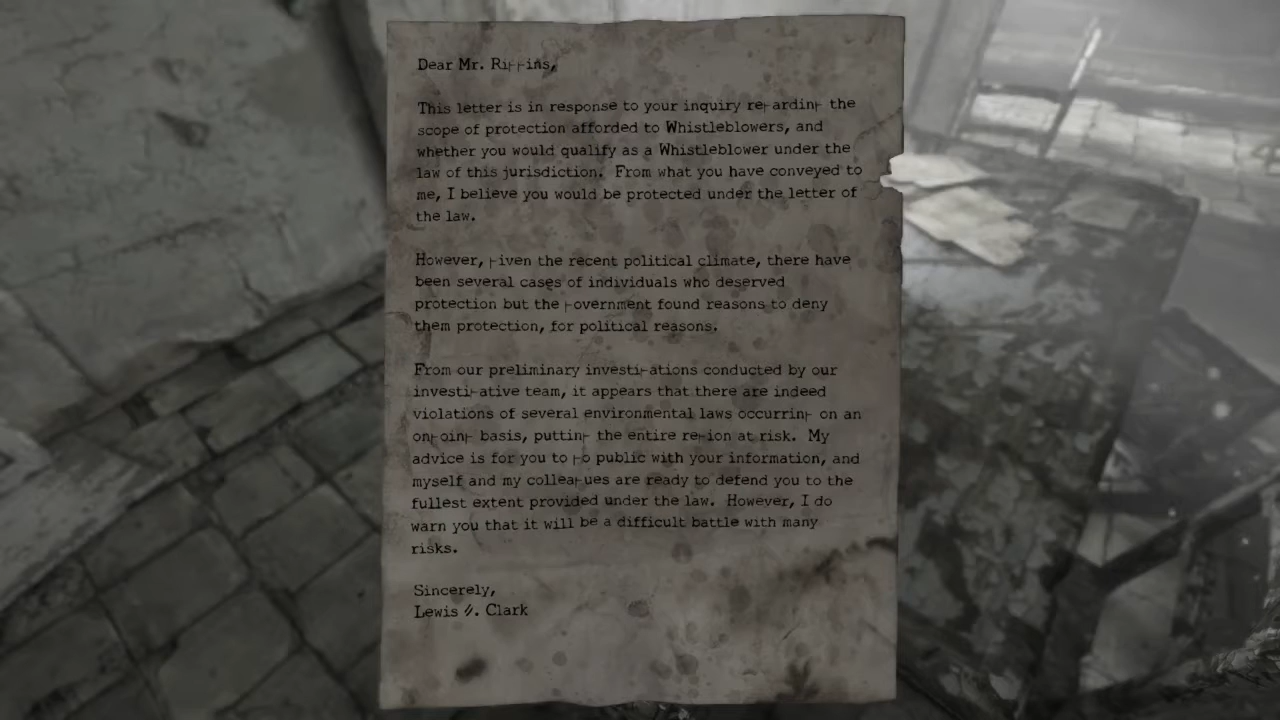 Dear Mr. Riggins,
This letter is in response to your inquiry regarding the
scope of protection afforded to Whistleblowers, and
whether you would qualify as a Whistleblower under the
law of this jurisdiction. From what you have conveyed to
me, I believe you would be protected under the letter of
the law.
However, given the recent political climate, there have
been several cases of individuals who deserved
protection but the government found reasons to deny
them protection, for political reasons.
From our preliminary investigations conducted by our
investigative team, it appears that there are indeed
violations of several environmental laws occurring on an
ongoing basis, putting the entire region at risk. My
advice is for you to go public with your information, and
myself and my colleagues are ready to defend you to the
fullest extent provided under the law. However, I do
warn you that it will be a difficult battle with many
risks.
Sincerely,
Lewis Clark